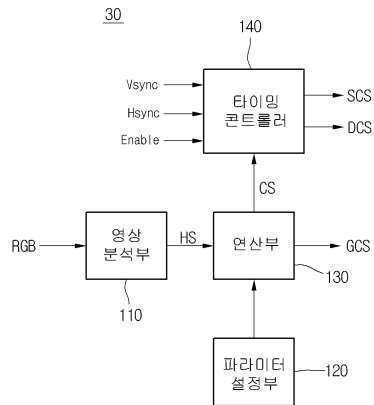 30
140
Vsync
Hsync
Enable
타이밍
콘트롤러
SCS
DCS
CS
RGB
영상
분석부
HS
연산부
GCS
110
130
파라미터
설정부
120